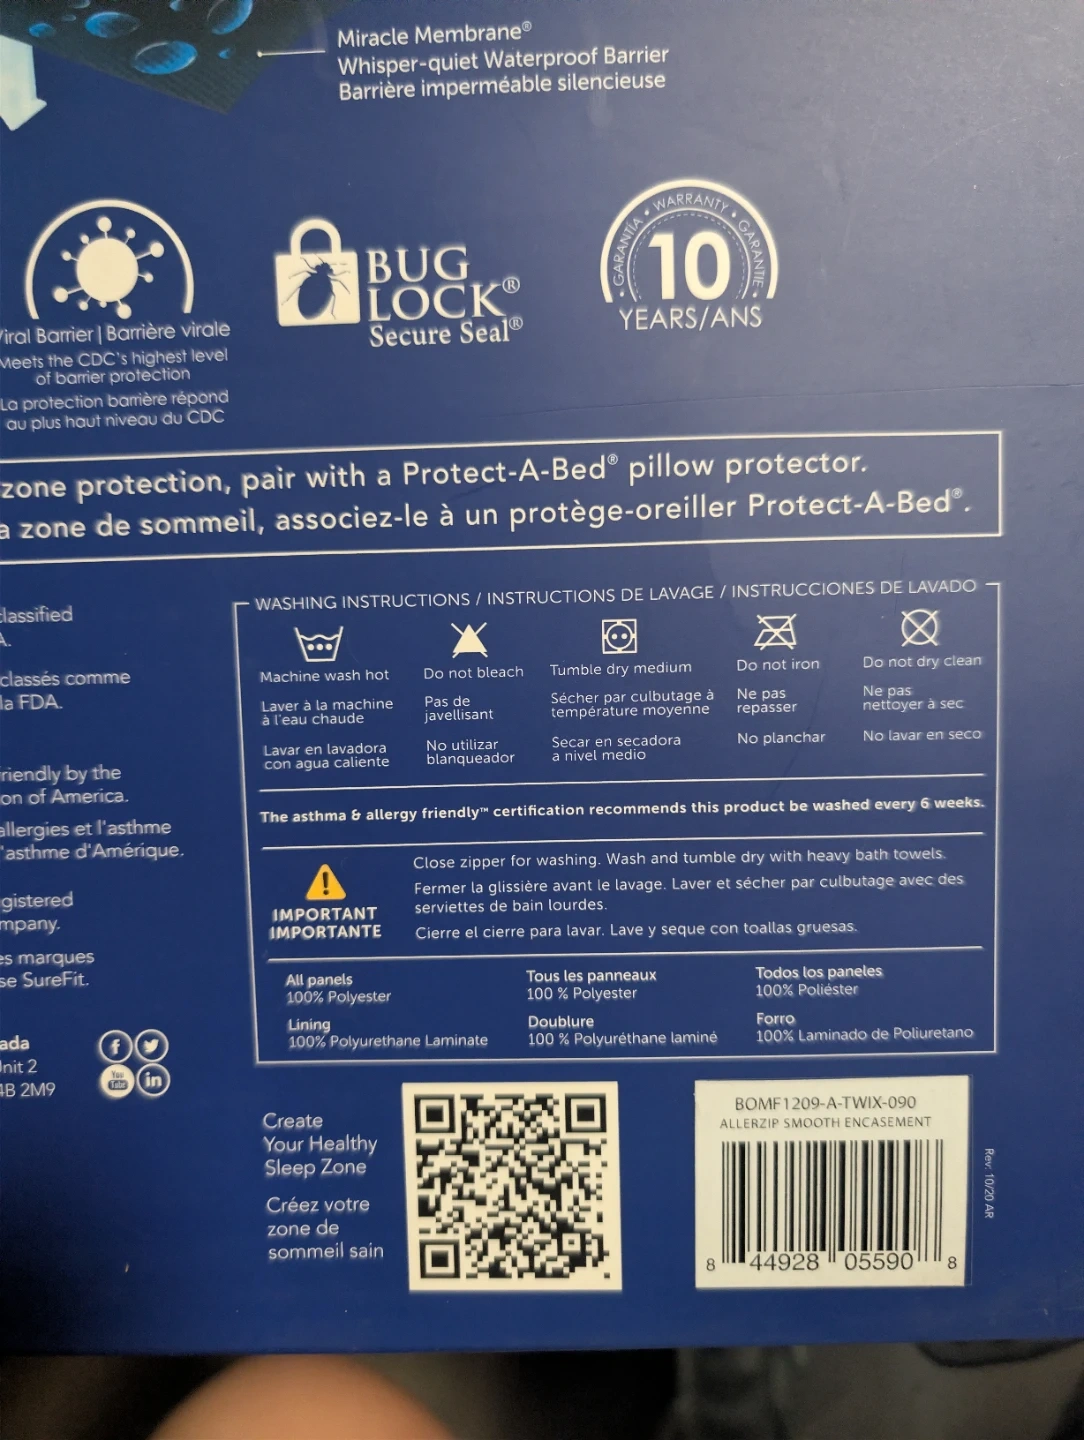 Miracle Membrane®
Whisper-quiet Waterproof Barrier
Barrière imperméable silencieuse
Viral Barrier | Barrière virale
Meets the CDC's highest level
of barrier protection
La protection barrière répond
au plus haut niveau du CDC
BUG
LOCK®
Secure Seal®
GARANTÍA • WARRANTY • GARANTIE
10
YEARS/ANS
zone protection, pair with a Protect-A-Bed® pillow protector.
a zone de sommeil, associez-le à un protège-oreiller Protect-A-Bed®.
classified
A.
classés comme
la FDA.
riendly by the
on of America.
allergies et l'asthme
'asthme d'Amérique.
gistered
mpany.
es marques
se SureFit.
ada
Unit 2
4B 2M9
f
You
Tube
in
WASHING INSTRUCTIONS / INSTRUCTIONS DE LAVAGE / INSTRUCCIONES DE LAVADO
Machine wash hot
Laver à la machine
à l'eau chaude
Lavar en lavadora
con agua caliente
Do not bleach
Pas de
javellisant
No utilizar
blanqueador
Tumble dry medium
Sécher par culbutage à
température moyenne
Secar en secadora
a nivel medio
Do not iron
Ne pas
repasser
No planchar
Do not dry clean
Ne pas
nettoyer à sec
No lavar en seco
The asthma & allergy friendly™ certification recommends this product be washed every 6 weeks.
IMPORTANT
IMPORTANTE
Close zipper for washing. Wash and tumble dry with heavy bath towels.
Fermer la glissière avant le lavage. Laver et sécher par culbutage avec des
serviettes de bain lourdes.
Cierre el cierre para lavar. Lave y seque con toallas gruesas.
All panels
100% Polyester
Lining
100% Polyurethane Laminate
Tous les panneaux
100 % Polyester
Doublure
100 % Polyuréthane laminé
Todos los paneles
100% Poliéster
Forro
100% Laminado de Poliuretano
Create
Your Healthy
Sleep Zone
Créez votre
zone de
sommeil sain
BOMF1209-A-TWIX-090
ALLERZIP SMOOTH ENCASEMENT
8 44928 05590 8
Rev: 10/20 AR